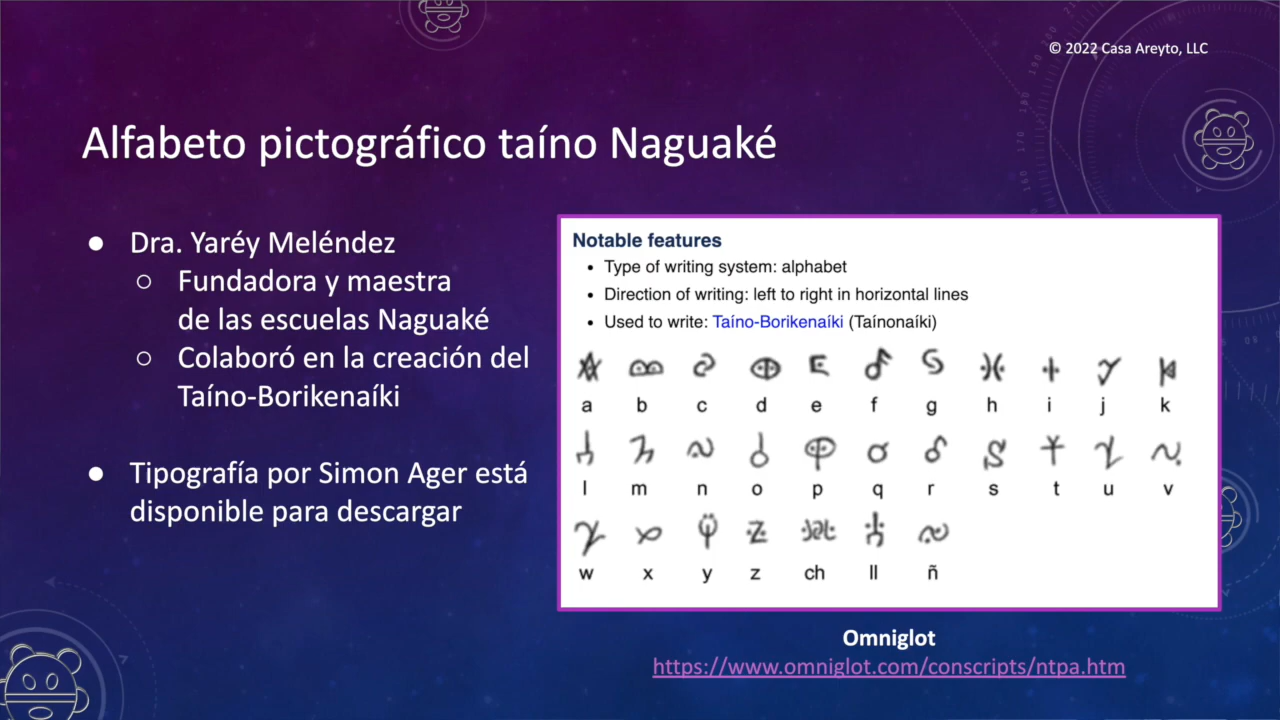 © 2022 Casa Areyto, LLC
Alfabeto pictográfico taíno Naguaké
● Dra. Yaréy Meléndez
○ Fundadora y maestra
de las escuelas Naguaké
○ Colaboró en la creación del
Taíno-Borikenaíki
● Tipografía por Simon Ager está
disponible para descargar
Notable features
• Type of writing system: alphabet
• Direction of writing: left to right in horizontal lines
• Used to write: Taíno-Borikenaíki (Taínonaíki)
a b c d e f g h i j k
l m n o p q r s t u v
w x y z ch ll ñ
Omniglot
https://www.omniglot.com/conscripts/ntpa.htm